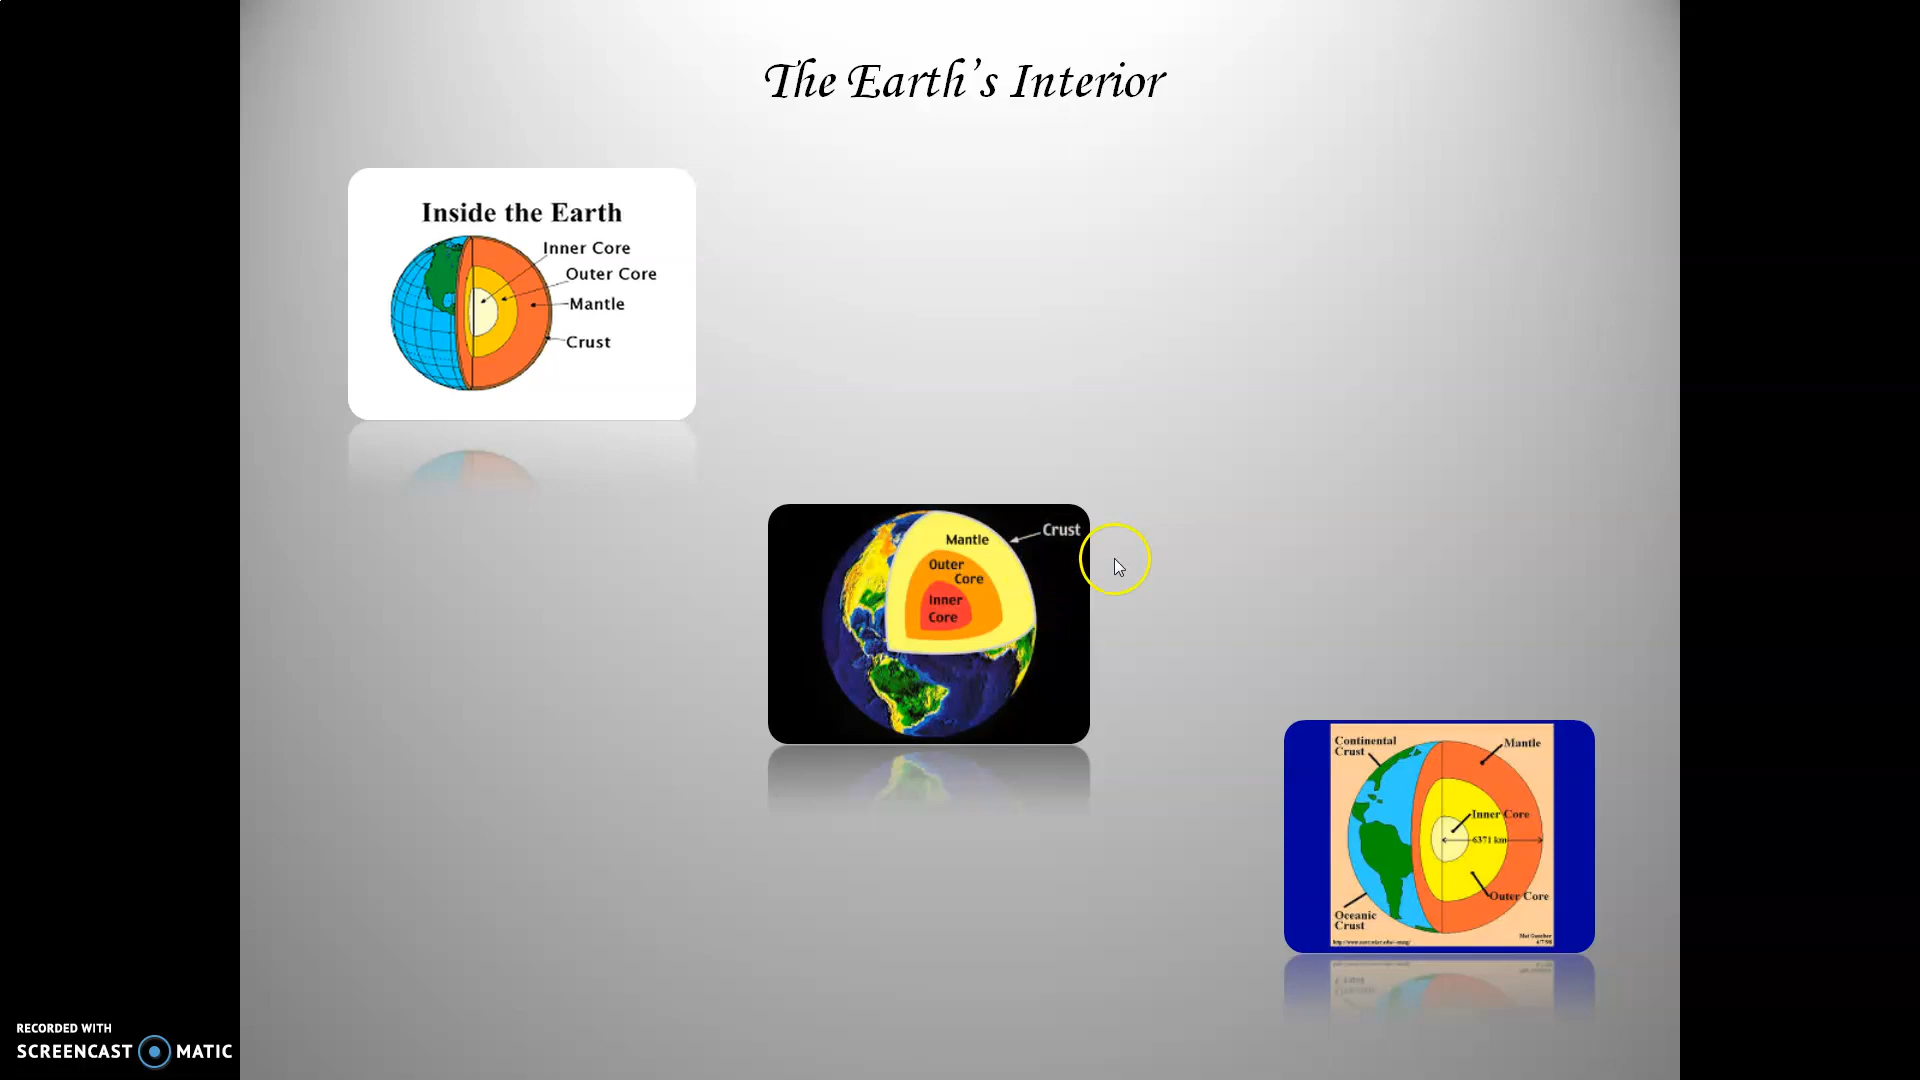 The Earth’s Interior
Inside the Earth
Inner Core
Outer Core
Mantle
Crust
Crust
Mantle
Outer
Core
Inner
Core
Continental
Crust
Mantle
Inner Core
6371 km
Outer Core
Oceanic
Crust
RECORDED WITH
SCREENCAST MATIC